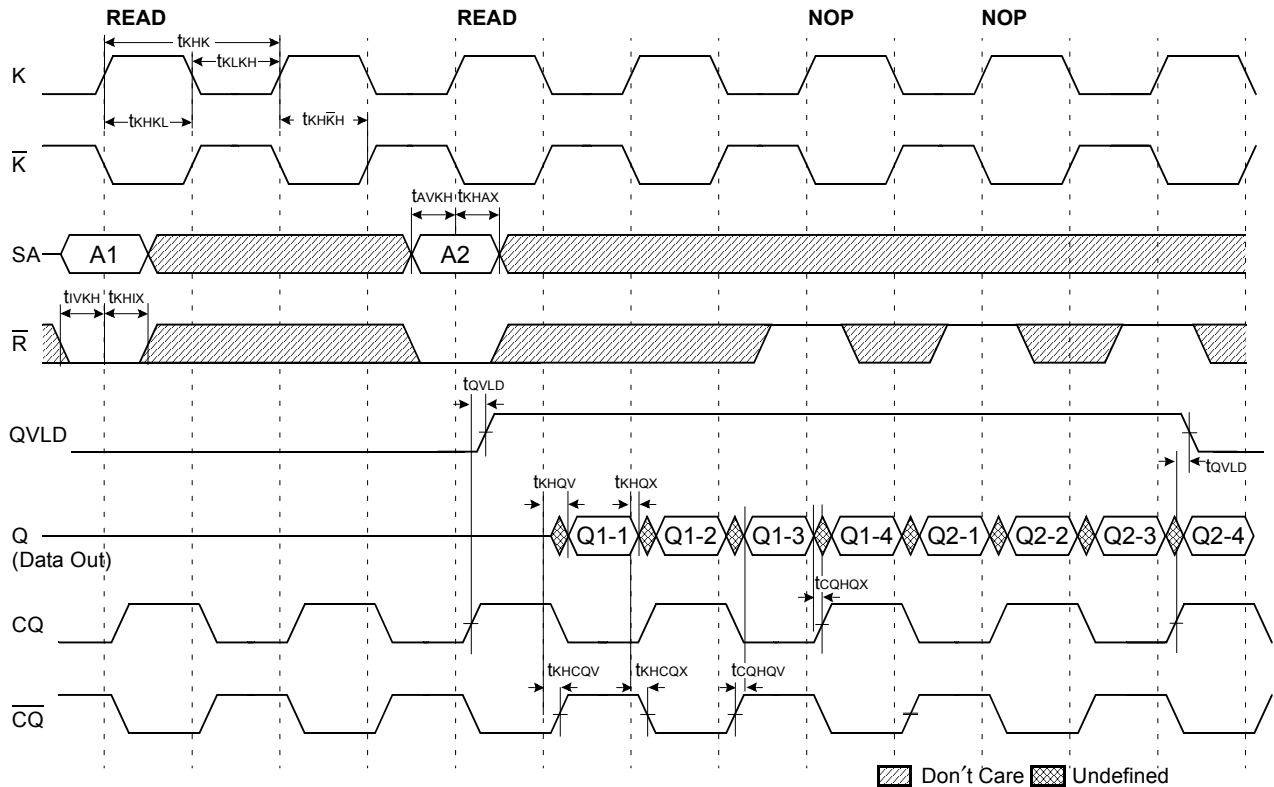 READ READ NOP NOP
tKHK
K
tKLKH
tKHKL tKHK̅H
K̅
tAVKH tKHAX
SA A1 A2
tIVKH tKHIX
R̅
tQVLD
QVLD
tQVLD
tKHQV tKHQX
Q Q1-1 Q1-2 Q1-3 Q1-4 Q2-1 Q2-2 Q2-3 Q2-4
(Data Out)
tCQHQX
CQ
tKHCQV tKHCQX tCQHQV
C̅Q̅
Don′t Care Undefined